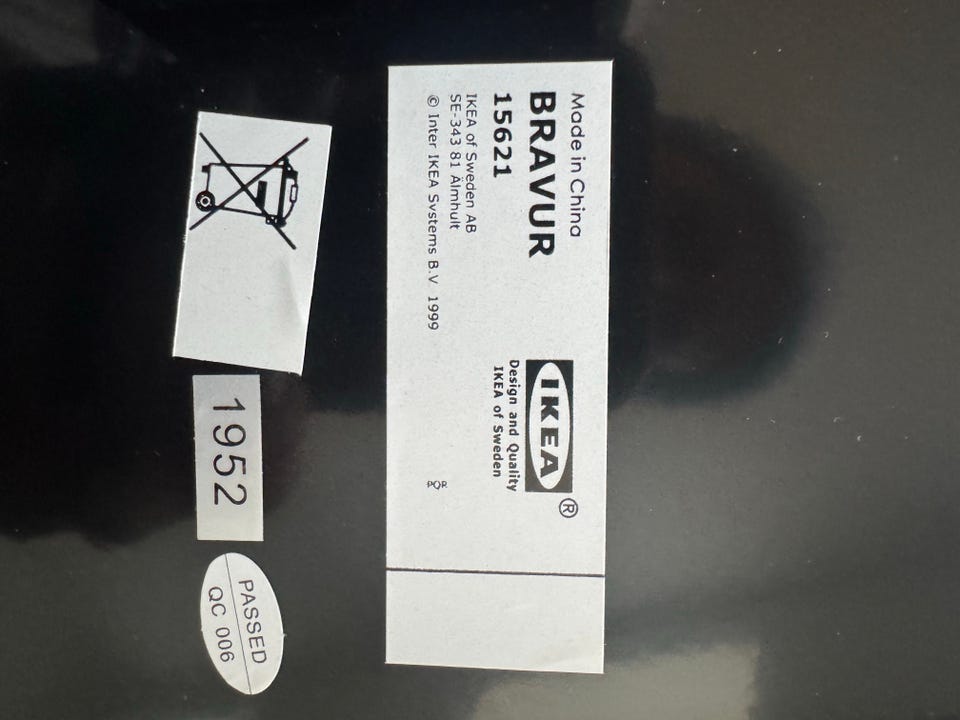 Made in China
BRAVUR
15621
IKEA of Sweden AB
SE-343 81 Älmhult
© Inter IKEA Systems B.V 1999
IKEA®
Design and Quality
IKEA of Sweden
PQR
1952
PASSED
QC 006